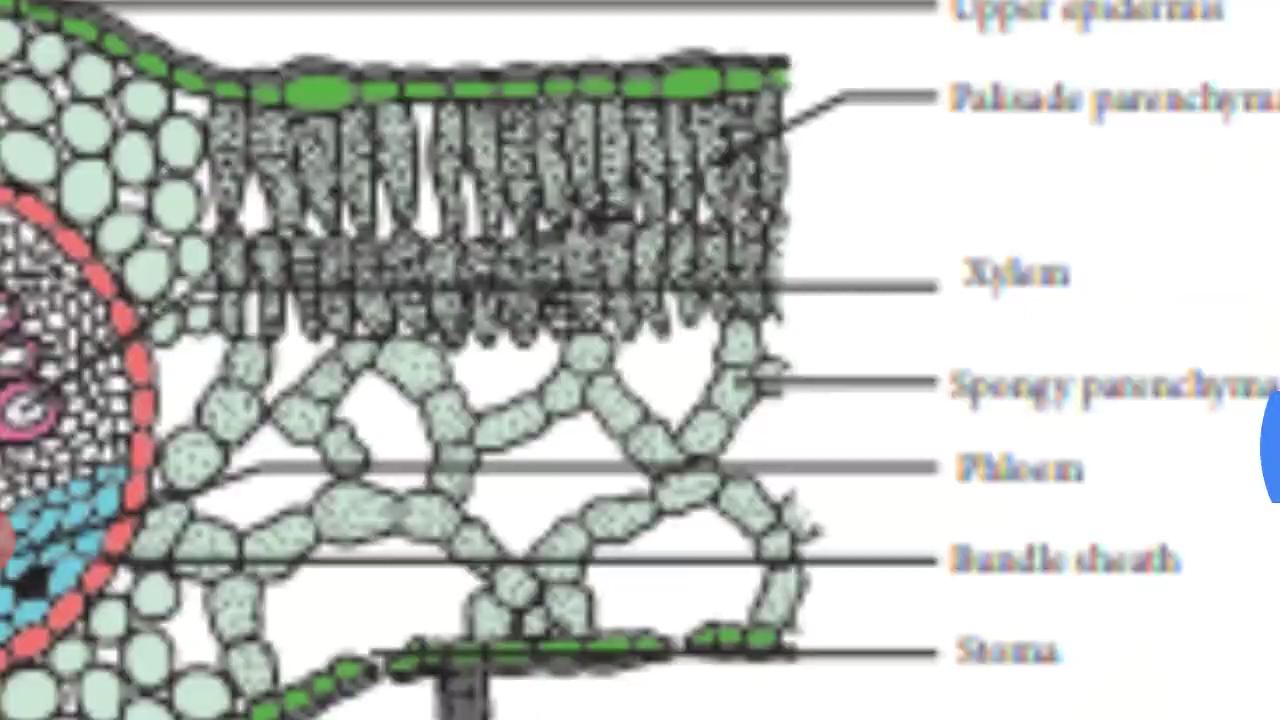 Upper epidermis
Palisade parenchyma
Xylem
Spongy parenchyma
Phloem
Bundle sheath
Stoma